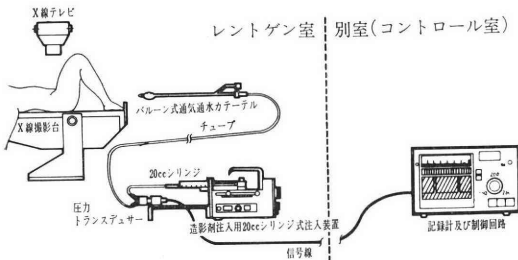 X線テレビ
レントゲン室
別室(コントロール室)
バルーン式通気通水カテーテル
チューブ
X線撮影台
20ccシリンジ
圧力
トランスデューサー
造影剤注入用20ccシリンジ式注入装置
信号線
記録計及び制御回路